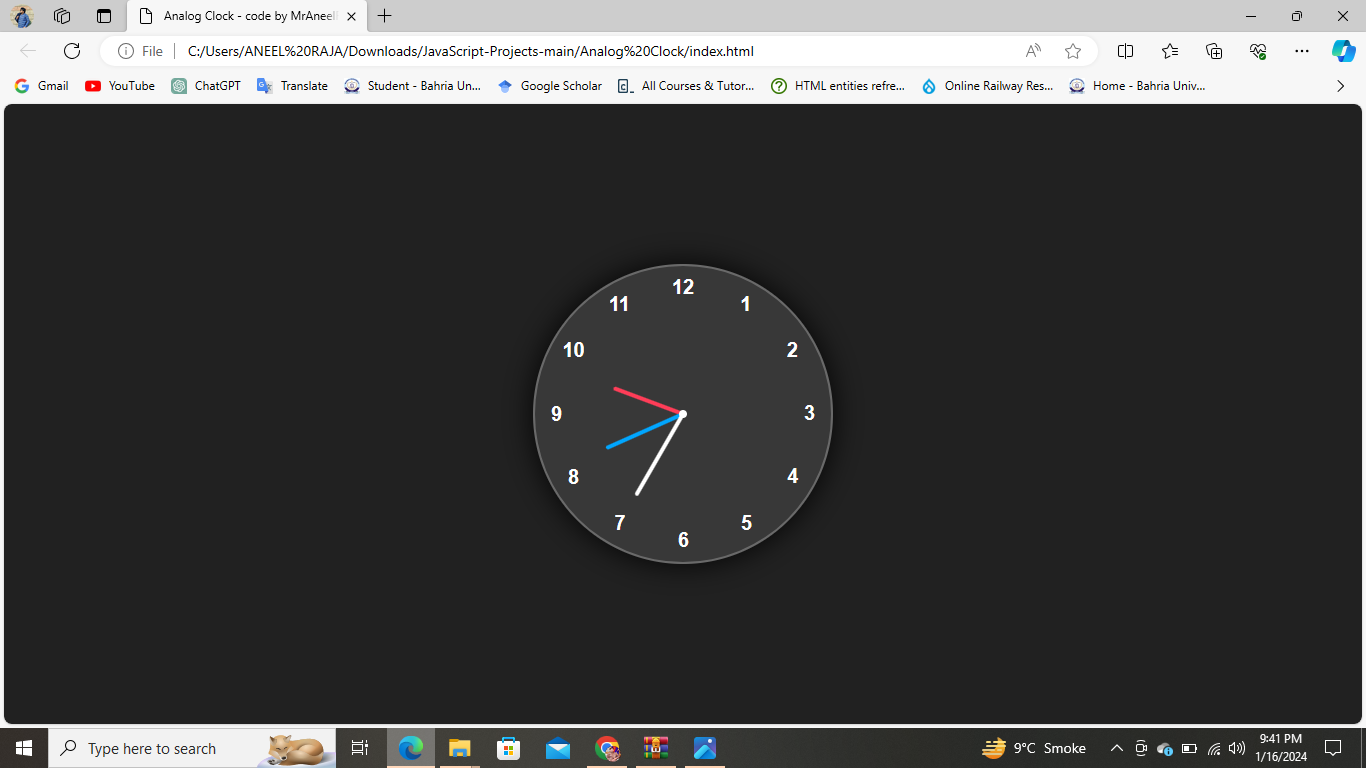 Analog Clock - code by MrAneel
File
C:/Users/ANEEL%20RAJA/Downloads/JavaScript-Projects-main/Analog%20Clock/index.html
Gmail YouTube ChatGPT Translate Student - Bahria Un... Google Scholar All Courses & Tutor... HTML entities refre... Online Railway Res... Home - Bahria Univ...
12
11 1
10 2
9 3
8 4
7 5
6
Type here to search
9°C Smoke
9:41 PM
1/16/2024